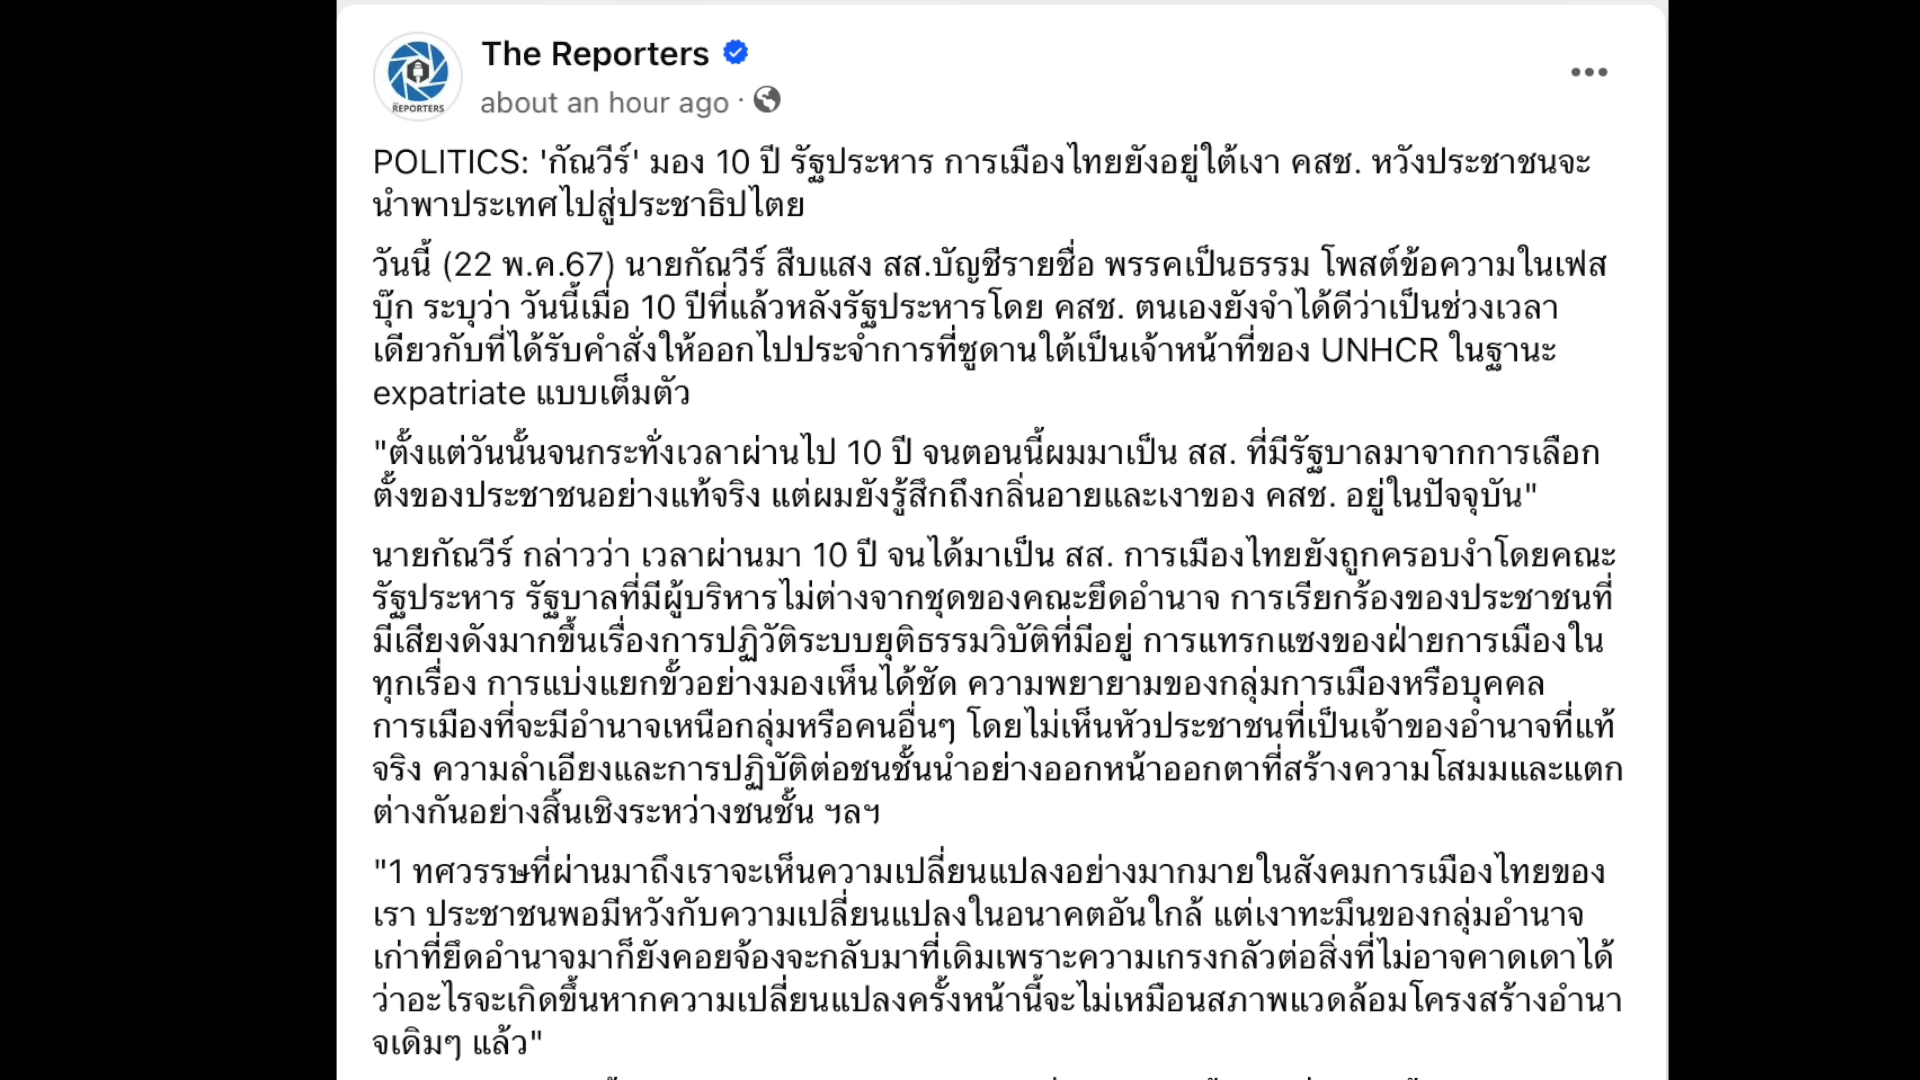 The Reporters
about an hour ago ·
REPORTERS
POLITICS: 'กัณวีร์' มอง 10 ปี รัฐประหาร การเมืองไทยยังอยู่ใต้เงา คสช. หวังประชาชนจะ
นำพาประเทศไปสู่ประชาธิปไตย
วันนี้ (22 พ.ค.67) นายกัณวีร์ สืบแสง สส.บัญชีรายชื่อ พรรคเป็นธรรม โพสต์ข้อความในเฟส
บุ๊ก ระบุว่า วันนี้เมื่อ 10 ปีที่แล้วหลังรัฐประหารโดย คสช. ตนเองยังจำได้ดีว่าเป็นช่วงเวลา
เดียวกับที่ได้รับคำสั่งให้ออกไปประจำการที่ซูดานใต้เป็นเจ้าหน้าที่ของ UNHCR ในฐานะ
expatriate แบบเต็มตัว
"ตั้งแต่วันนั้นจนกระทั่งเวลาผ่านไป 10 ปี จนตอนนี้ผมมาเป็น สส. ที่มีรัฐบาลมาจากการเลือก
ตั้งของประชาชนอย่างแท้จริง แต่ผมยังรู้สึกถึงกลิ่นอายและเงาของ คสช. อยู่ในปัจจุบัน"
นายกัณวีร์ กล่าวว่า เวลาผ่านมา 10 ปี จนได้มาเป็น สส. การเมืองไทยยังถูกครอบงำโดยคณะ
รัฐประหาร รัฐบาลที่มีผู้บริหารไม่ต่างจากชุดของคณะยึดอำนาจ การเรียกร้องของประชาชนที่
มีเสียงดังมากขึ้นเรื่องการปฏิวัติระบบยุติธรรมวิบัติที่มีอยู่ การแทรกแซงของฝ่ายการเมืองใน
ทุกเรื่อง การแบ่งแยกขั้วอย่างมองเห็นได้ชัด ความพยายามของกลุ่มการเมืองหรือบุคคล
การเมืองที่จะมีอำนาจเหนือกลุ่มหรือคนอื่นๆ โดยไม่เห็นหัวประชาชนที่เป็นเจ้าของอำนาจที่แท้
จริง ความลำเอียงและการปฏิบัติต่อชนชั้นนำอย่างออกหน้าออกตาที่สร้างความโสมมและแตก
ต่างกันอย่างสิ้นเชิงระหว่างชนชั้น ฯลฯ
"1 ทศวรรษที่ผ่านมาถึงเราจะเห็นความเปลี่ยนแปลงอย่างมากมายในสังคมการเมืองไทยของ
เรา ประชาชนพอมีหวังกับความเปลี่ยนแปลงในอนาคตอันใกล้ แต่เงาทะมึนของกลุ่มอำนาจ
เก่าที่ยึดอำนาจมาก็ยังคอยจ้องจะกลับมาที่เดิมเพราะความเกรงกลัวต่อสิ่งที่ไม่อาจคาดเดาได้
ว่าอะไรจะเกิดขึ้นหากความเปลี่ยนแปลงครั้งหน้านี้จะไม่เหมือนสภาพแวดล้อมโครงสร้างอำนา
จเดิมๆ แล้ว"